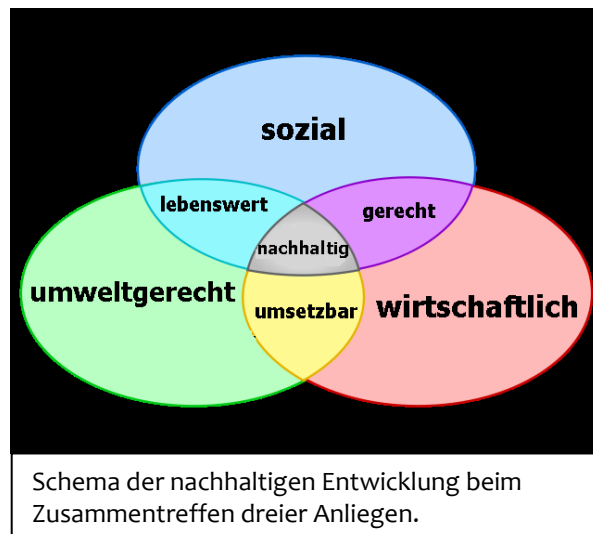 sozial
lebenswert
gerecht
nachhaltig
umweltgerecht
umsetzbar
wirtschaftlich
Schema der nachhaltigen Entwicklung beim
Zusammentreffen dreier Anliegen.